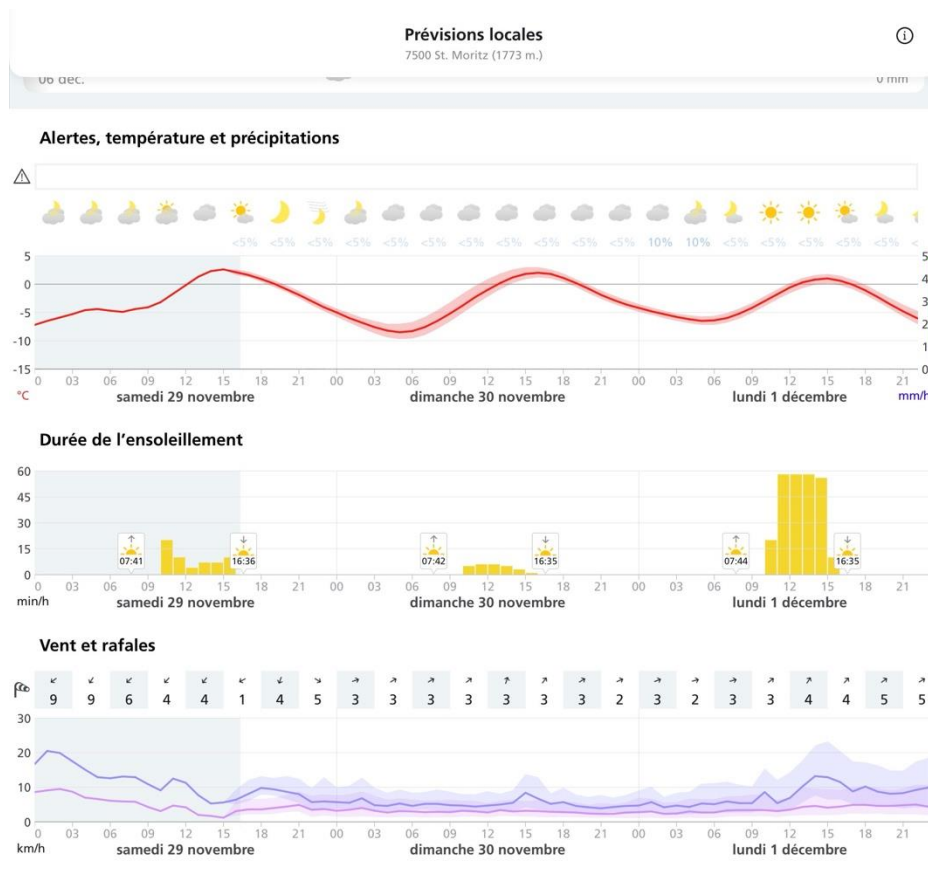 Prévisions locales
7500 St. Moritz (1773 m.)
06 déc. 0 mm
Alertes, température et précipitations
<5% <5% <5% <5% <5% <5% <5% <5% <5% <5% <5% 10% 10% <5% <5% <5% <5% <5% <
5 5
0 4
-5 3
2
-10 1
-15 0
0 03 06 09 12 15 18 21 00 03 06 09 12 15 18 21 00 03 06 09 12 15 18 21
°C samedi 29 novembre dimanche 30 novembre lundi 1 décembre mm/h
Durée de l’ensoleillement
60
45
30
15
07:41 16:36 07:42 16:35 07:44 16:35
0
0 03 06 09 12 15 18 21 00 03 06 09 12 15 18 21 00 03 06 09 12 15 18 21
min/h samedi 29 novembre dimanche 30 novembre lundi 1 décembre
Vent et rafales
9 9 6 4 4 1 4 5 3 3 3 3 3 3 3 2 3 2 3 3 4 4 5 5
30
20
10
0
0 03 06 09 12 15 18 21 00 03 06 09 12 15 18 21 00 03 06 09 12 15 18 21
km/h samedi 29 novembre dimanche 30 novembre lundi 1 décembre